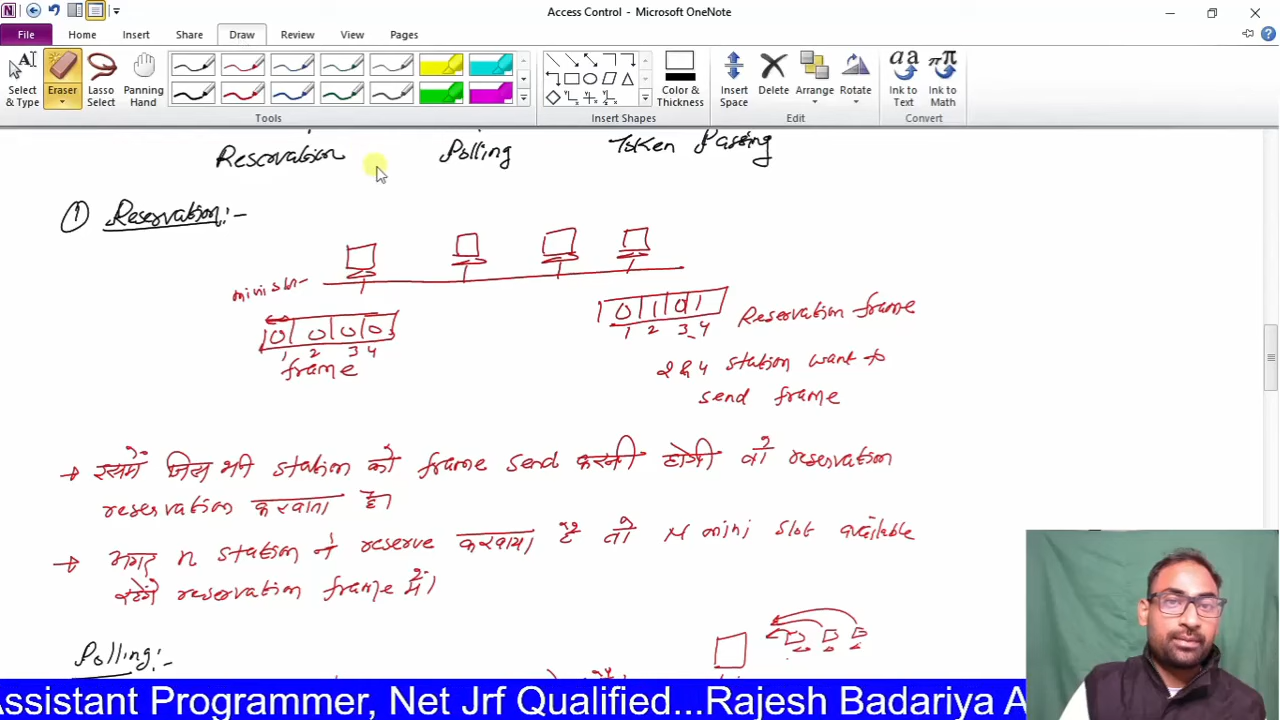 Access Control - Microsoft OneNote
File Home Insert Share Draw Review View Pages
Select & Type
Eraser
Lasso Select
Panning Hand
Color & Thickness
Insert Space
Delete
Arrange
Rotate
Ink to Text
Ink to Math
Tools
Insert Shapes
Edit
Convert
Reservation Polling Token Passing
① Reservation:-
mini slot-
0 0 0 0
1 2 3 4
frame
0 1 0 1
1 2 3 4
Reservation frame
2 & 4 station want to
send frame
→ इसमें जिस भी station को frame send करनी होगी वो reservation
reservation करवाता है
→ अगर n station ने reserve करवाया है तो N mini slot available
रहेंगे reservation frame में।
Polling:-
Assistant Programmer, Net Jrf Qualified...Rajesh Badariya A